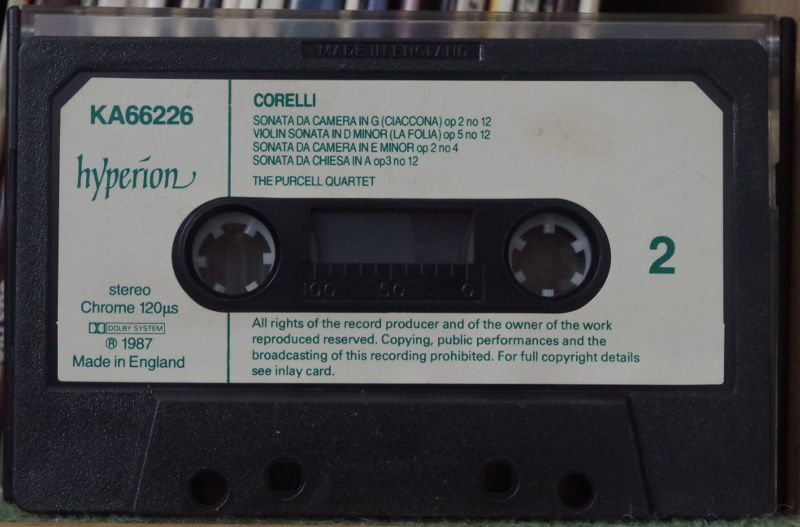 MADE IN ENGLAND
KA66226
hyperion
stereo
Chrome 120µs
DOLBY SYSTEM
℗ 1987
Made in England
CORELLI
SONATA DA CAMERA IN G (CIACCONA) op 2 no 12
VIOLIN SONATA IN D MINOR (LA FOLIA) op 5 no 12
SONATA DA CAMERA IN E MINOR op 2 no 4
SONATA DA CHIESA IN A op3 no 12
THE PURCELL QUARTET
100 50 0
2
All rights of the record producer and of the owner of the work
reproduced reserved. Copying, public performances and the
broadcasting of this recording prohibited. For full copyright details
see inlay card.